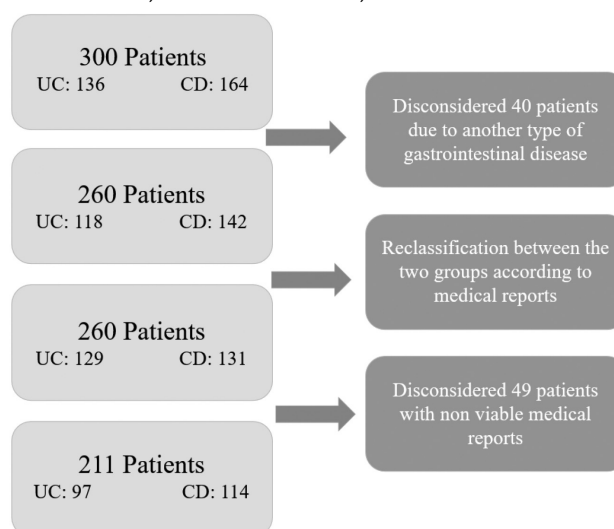 300 Patients
UC: 136 CD: 164
Disconsidered 40 patients
due to another type of
gastrointestinal disease
260 Patients
UC: 118 CD: 142
Reclassification between the
two groups according to
medical reports
260 Patients
UC: 129 CD: 131
Disconsidered 49 patients
with non viable medical
reports
211 Patients
UC: 97 CD: 114